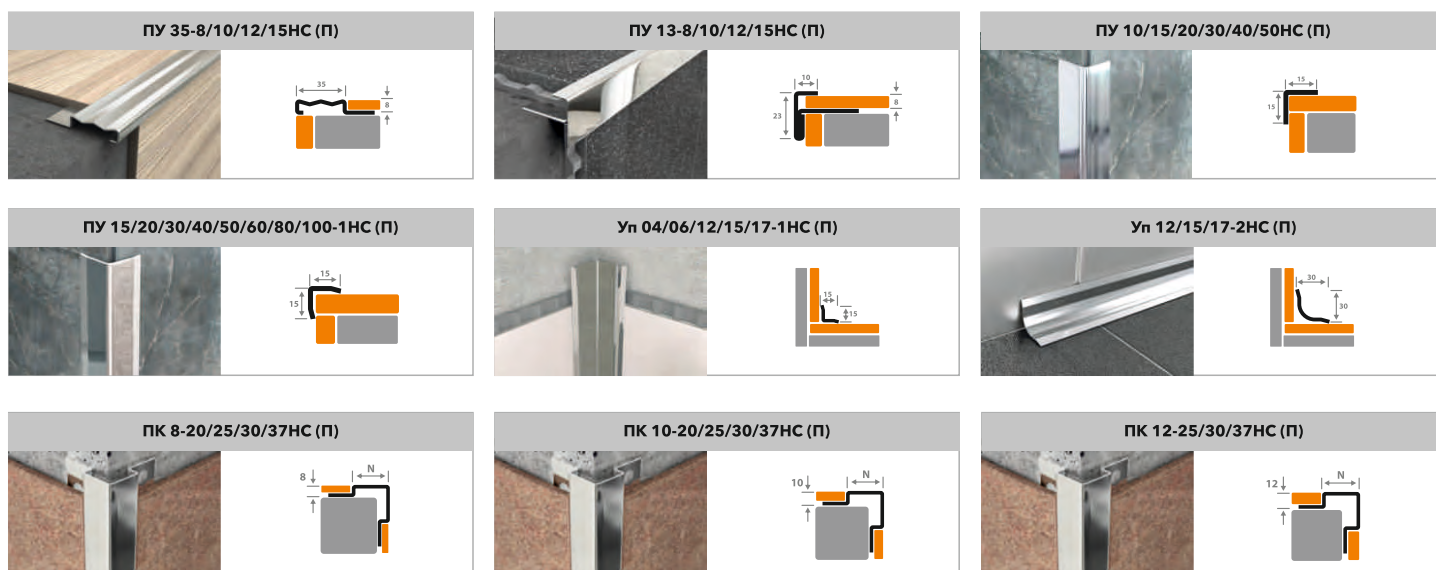 ПУ 35-8/10/12/15НС (П)
35
8
ПУ 13-8/10/12/15НС (П)
10
23
8
ПУ 10/15/20/30/40/50НС (П)
15
15
ПУ 15/20/30/40/50/60/80/100-1НС (П)
15
15
Уп 04/06/12/15/17-1НС (П)
15
15
Уп 12/15/17-2НС (П)
30
30
ПК 8-20/25/30/37НС (П)
8
N
ПК 10-20/25/30/37НС (П)
10
N
ПК 12-25/30/37НС (П)
12
N